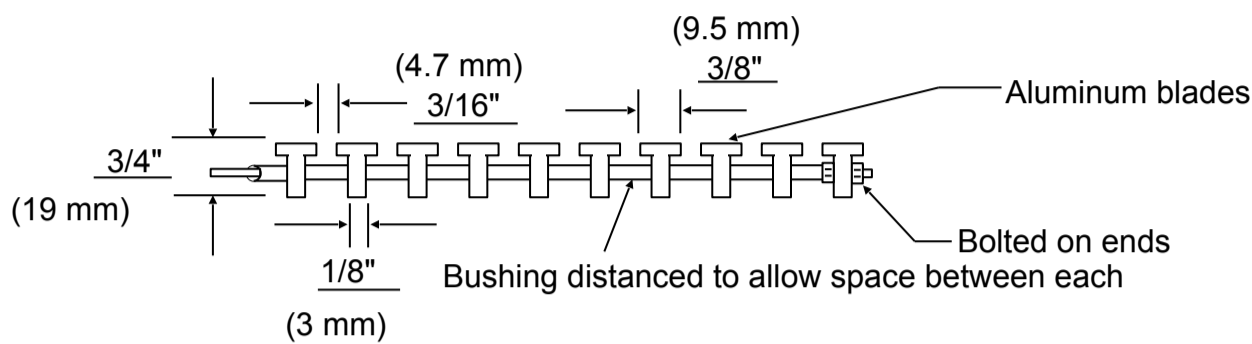 (9.5 mm)
3/8"
(4.7 mm)
3/16"
Aluminum blades
3/4"
(19 mm)
Bolted on ends
1/8"
(3 mm)
Bushing distanced to allow space between each